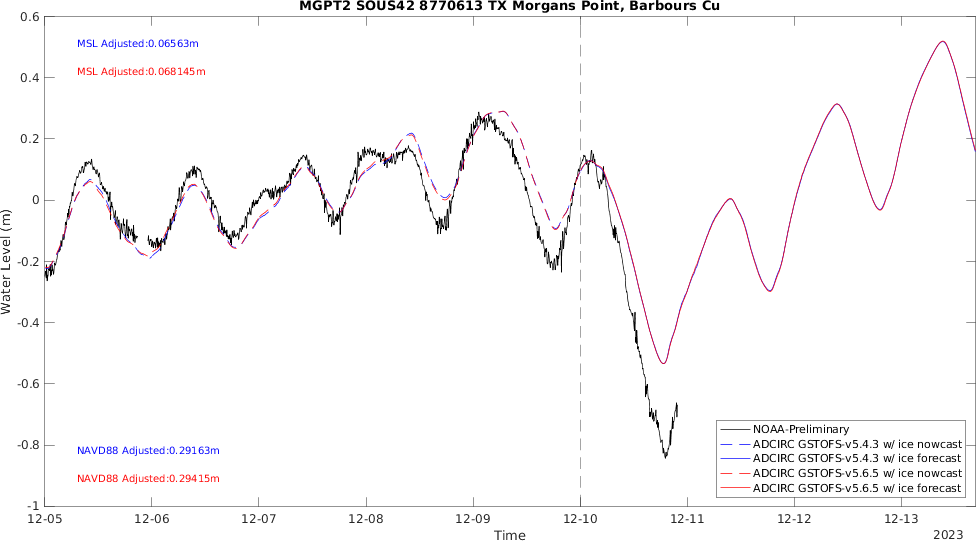 MGPT2 SOUS42 8770613 TX Morgans Point, Barbours Cu
0.6
0.4
0.2
0
-0.2
-0.4
-0.6
-0.8
-1
Water Level (m)
MSL Adjusted:0.06563m
MSL Adjusted:0.068145m
NAVD88 Adjusted:0.29163m
NAVD88 Adjusted:0.29415m
NOAA-Preliminary
ADCIRC GSTOFS-v5.4.3 w/ ice nowcast
ADCIRC GSTOFS-v5.4.3 w/ ice forecast
ADCIRC GSTOFS-v5.6.5 w/ ice nowcast
ADCIRC GSTOFS-v5.6.5 w/ ice forecast
12-05 12-06 12-07 12-08 12-09 12-10 12-11 12-12 12-13
Time
2023